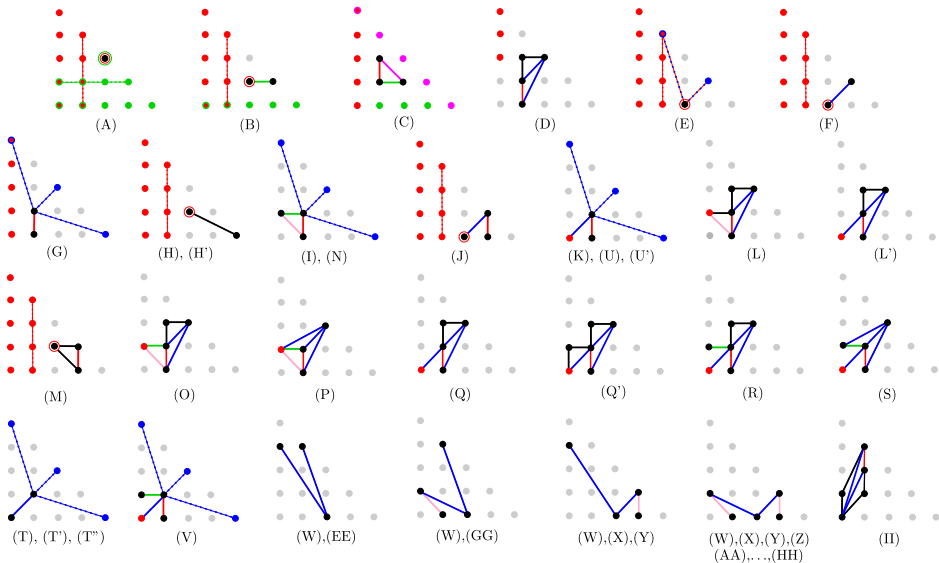 (A)
(B)
(C)
(D)
(E)
(F)
(G)
(H), (H')
(I), (N)
(J)
(K), (U), (U')
(L)
(L')
(M)
(O)
(P)
(Q)
(Q')
(R)
(S)
(T), (T'), (T")
(V)
(W),(EE)
(W),(GG)
(W),(X),(Y)
(W),(X),(Y),(Z)
(AA),...,(HH)
(II)